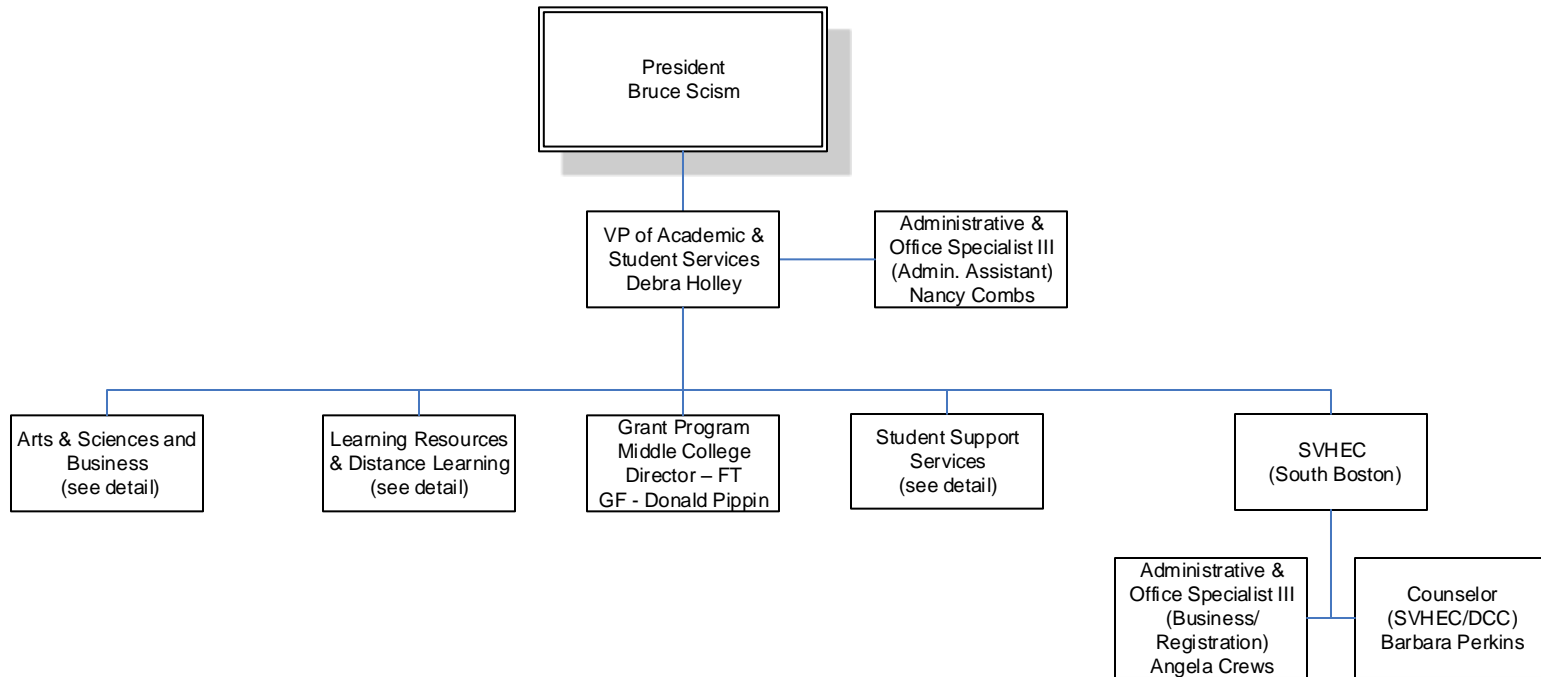 President
Bruce Scism
VP of Academic &
Student Services
Debra Holley
Administrative &
Office Specialist III
(Admin. Assistant)
Nancy Combs
Arts & Sciences and
Business
(see detail)
Learning Resources
& Distance Learning
(see detail)
Grant Program
Middle College
Director – FT
GF - Donald Pippin
Student Support
Services
(see detail)
SVHEC
(South Boston)
Administrative &
Office Specialist III
(Business/
Registration)
Angela Crews
Counselor
(SVHEC/DCC)
Barbara Perkins